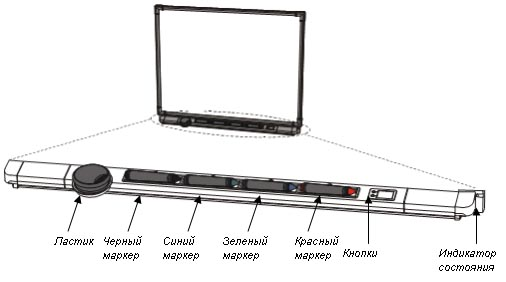 Ластик
Черный
маркер
Синий
маркер
Зеленый
маркер
Красный
маркер
Кнопки
Индикатор
состояния